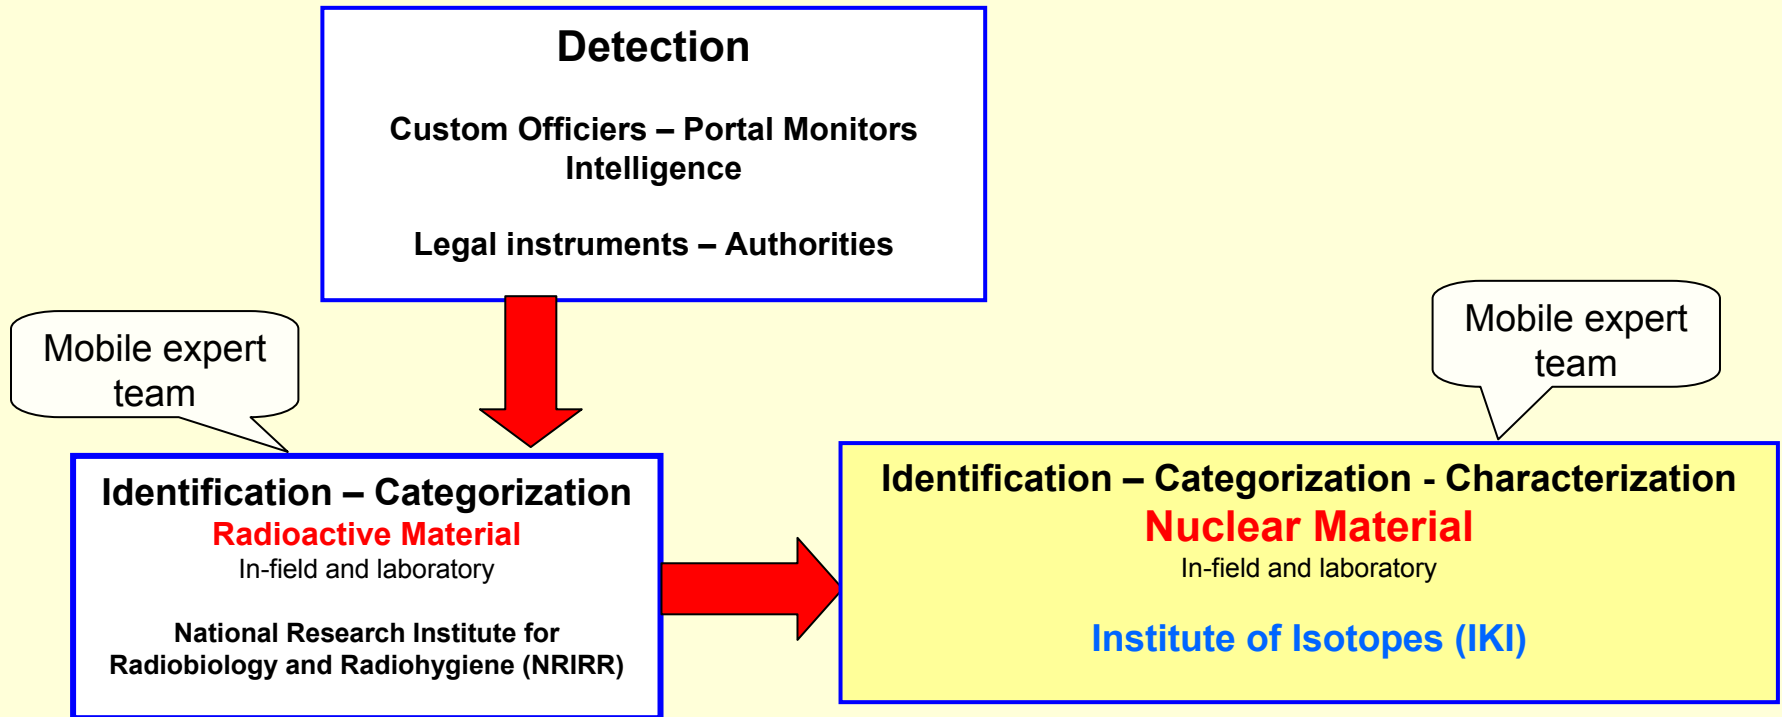 Detection
Custom Officiers – Portal Monitors
Intelligence
Legal instruments – Authorities
Mobile expert
team
Mobile expert
team
Identification – Categorization
Radioactive Material
In-field and laboratory
National Research Institute for
Radiobiology and Radiohygiene (NRIRR)
Identification – Categorization - Characterization
Nuclear Material
In-field and laboratory
Institute of Isotopes (IKI)